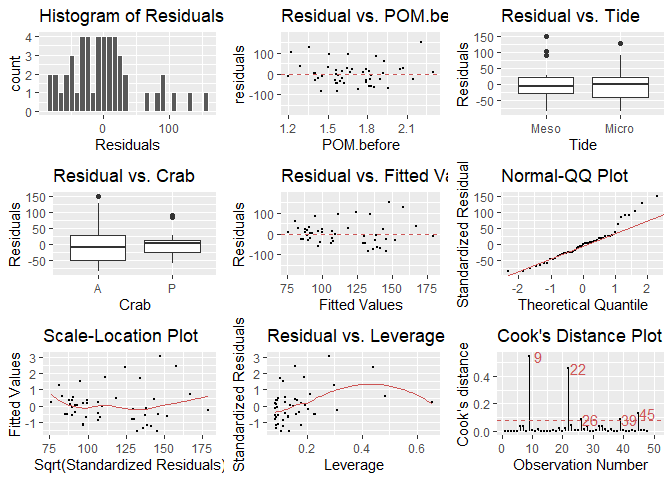 Histogram of Residuals
count
4
3
2
1
0
0
100
Residuals
Residual vs. POM.be
residuals
100
0
-100
1.2 1.5 1.8 2.1
POM.before
Residual vs. Tide
Residuals
150
100
50
0
-50
Meso Micro
Tide
Residual vs. Crab
Residuals
150
100
50
0
-50
A P
Crab
Residual vs. Fitted Va
Residuals
100
0
-100
75 100 125 150 175
Fitted Values
Normal-QQ Plot
Standardized Residual
150
100
50
0
-50
-2 -1 0 1 2
Theoretical Quantile
Scale-Location Plot
Fitted Values
3
2
1
0
-1
75 100 125 150 175
Sqrt(Standardized Residuals)
Residual vs. Leverage
Standardized Residuals
3
2
1
0
-1
0.2 0.4 0.6
Leverage
Cook's Distance Plot
Cook's distance
0.4
0.2
0.0
9
22
26
39
45
0 10 20 30 40 50
Observation Number